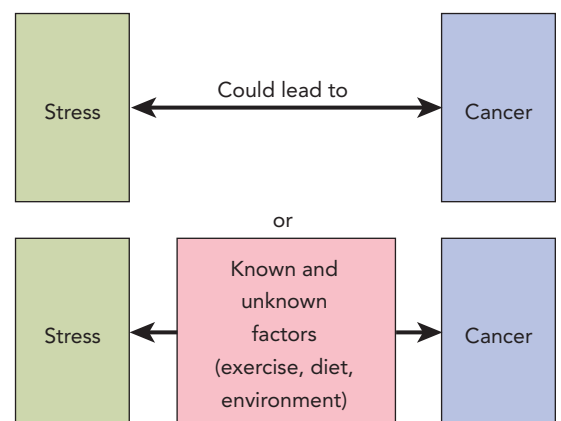 Could lead to
Stress
Cancer
or
Known and
unknown
factors
(exercise, diet,
environment)
Stress
Cancer